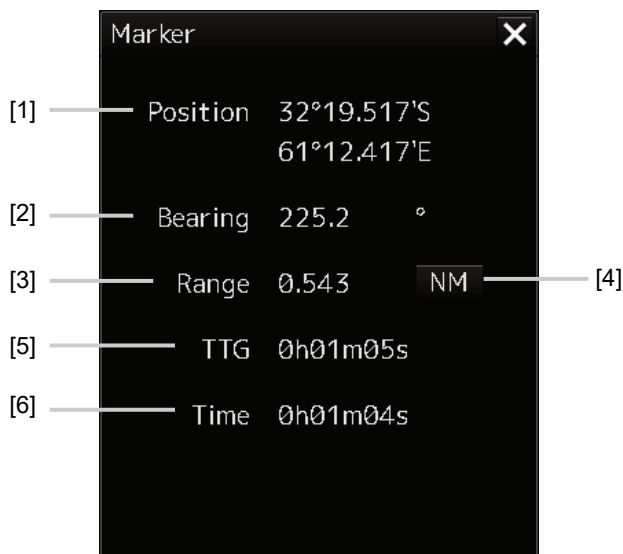 Marker
[1] Position 32°19.517'S
61°12.417'E
[2] Bearing 225.2 °
[3] Range 0.543 NM [4]
[5] TTG 0h01m05s
[6] Time 0h01m04s